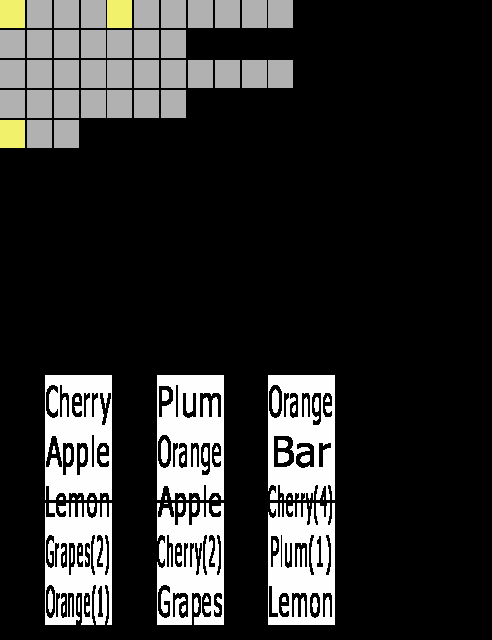 Cherry Plum Orange
Apple Orange Bar
Lemon Apple Cherry(4)
Grapes(2) Cherry(2) Plum(1)
Orange(1) Grapes Lemon